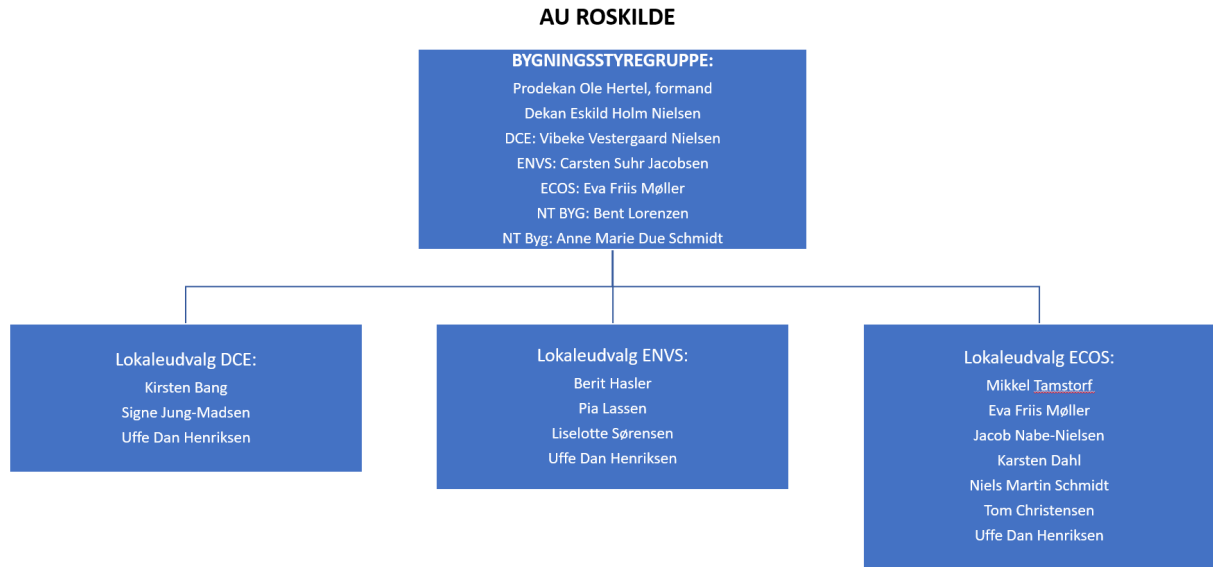 AU ROSKILDE
BYGNINGSSTYREGRUPPE:
Prodekan Ole Hertel, formand
Dekan Eskild Holm Nielsen
DCE: Vibeke Vestergaard Nielsen
ENVS: Carsten Suhr Jacobsen
ECOS: Eva Friis Møller
NT BYG: Bent Lorenzen
NT Byg: Anne Marie Due Schmidt
Lokaleudvalg DCE:
Kirsten Bang
Signe Jung-Madsen
Uffe Dan Henriksen
Lokaleudvalg ENVS:
Berit Hasler
Pia Lassen
Liselotte Sørensen
Uffe Dan Henriksen
Lokaleudvalg ECOS:
Mikkel Tamstorf
Eva Friis Møller
Jacob Nabe-Nielsen
Karsten Dahl
Niels Martin Schmidt
Tom Christensen
Uffe Dan Henriksen